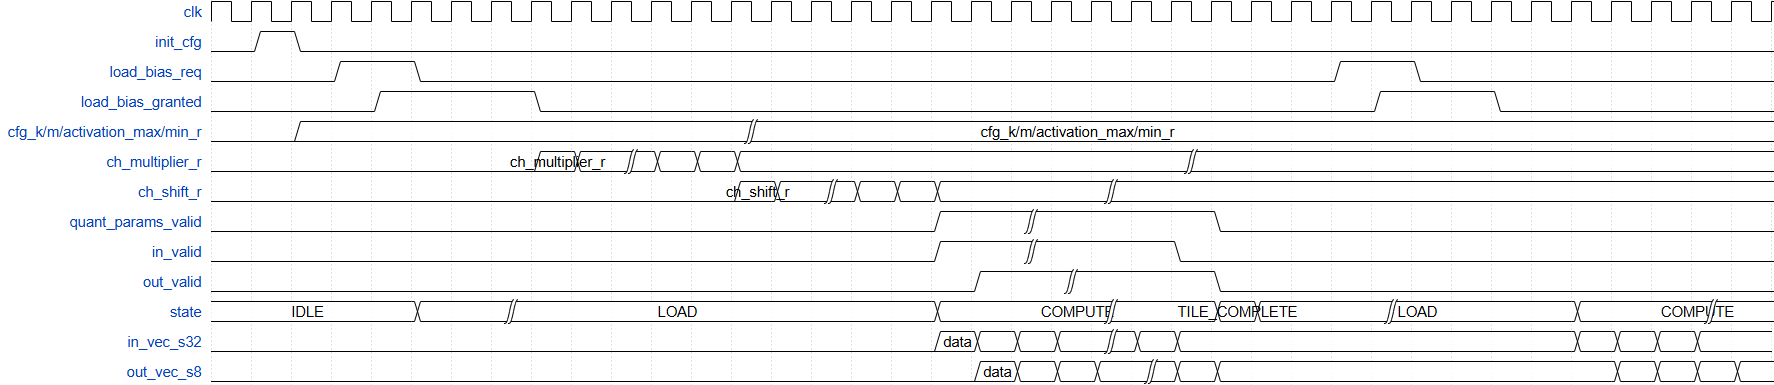 clk
init_cfg
load_bias_req
load_bias_granted
cfg_k/m/activation_max/min_r cfg_k/m/activation_max/min_r
ch_multiplier_r ch_multiplier_r
ch_shift_r ch_shift_r
quant_params_valid
in_valid
out_valid
state IDLE LOAD COMPUTE TILE_COMPLETE LOAD COMPUTE
in_vec_s32 data
out_vec_s8 data